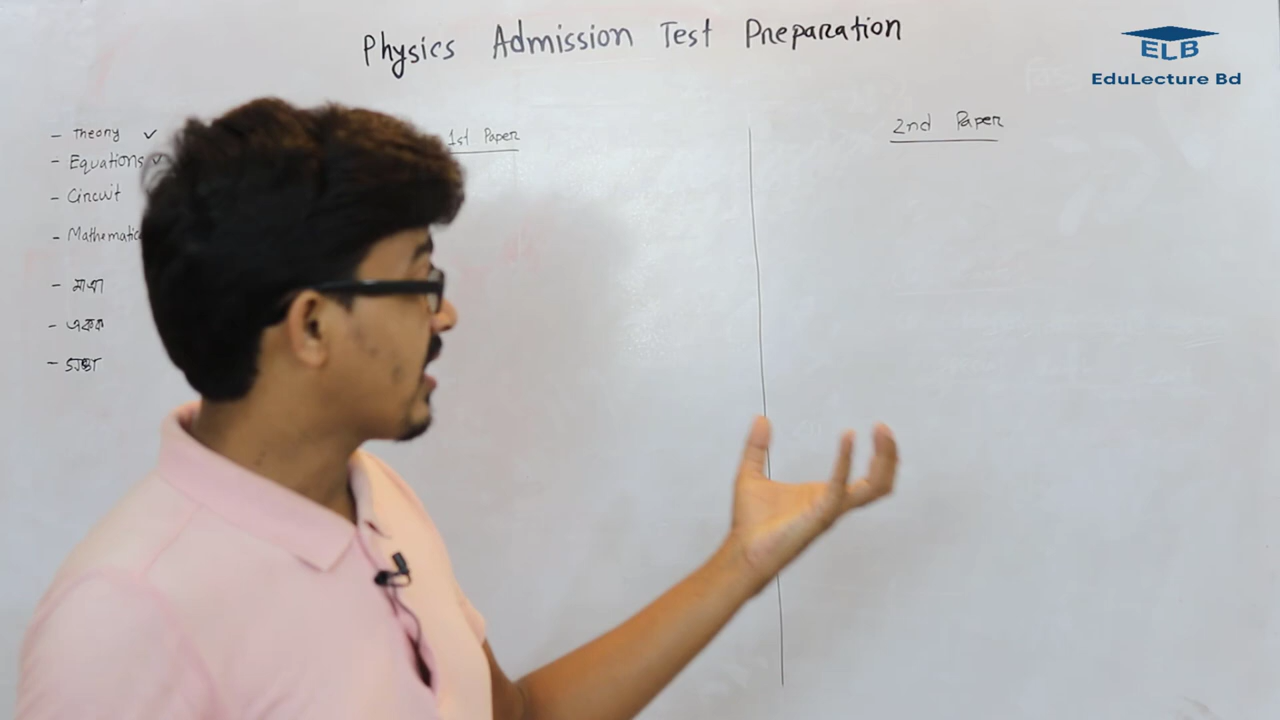 Physics Admission Test Preparation
ELB
EduLecture Bd
- Theory ✓
- Equations ✓
- Circuit
- Mathematic
- মাত্রা
- একক
- সংজ্ঞা
1st Paper
2nd Paper